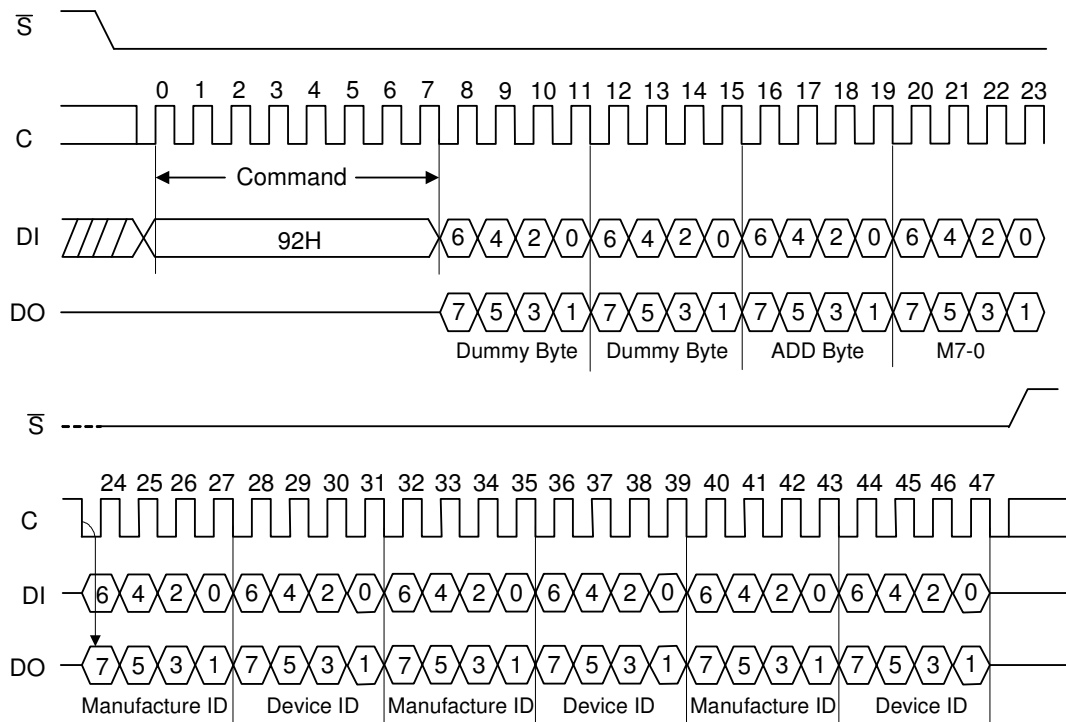 S
0 1 2 3 4 5 6 7 8 9 10 11 12 13 14 15 16 17 18 19 20 21 22 23
C
Command
DI 92H 6 4 2 0 6 4 2 0 6 4 2 0 6 4 2 0
DO 7 5 3 1 7 5 3 1 7 5 3 1 7 5 3 1
Dummy Byte Dummy Byte ADD Byte M7-0
S
24 25 26 27 28 29 30 31 32 33 34 35 36 37 38 39 40 41 42 43 44 45 46 47
C
DI 6 4 2 0 6 4 2 0 6 4 2 0 6 4 2 0 6 4 2 0 6 4 2 0
DO 7 5 3 1 7 5 3 1 7 5 3 1 7 5 3 1 7 5 3 1 7 5 3 1
Manufacture ID Device ID Manufacture ID Device ID Manufacture ID Device ID